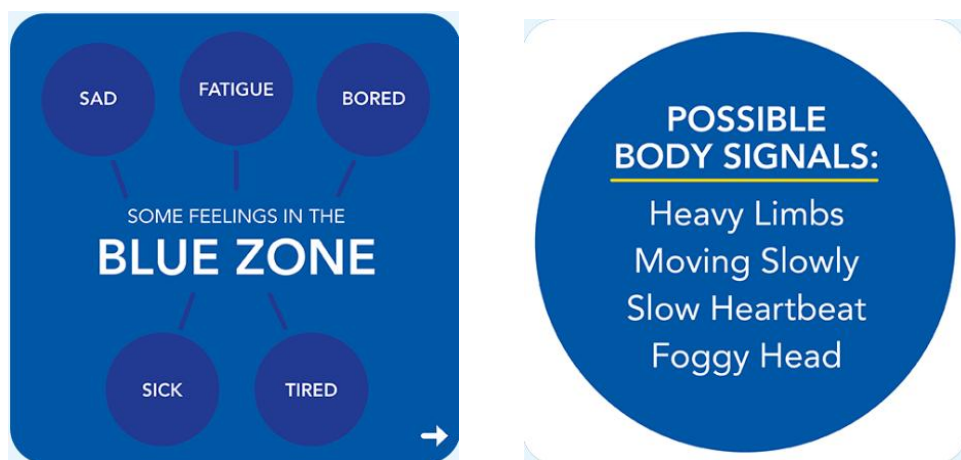 SAD
FATIGUE
BORED
SOME FEELINGS IN THE
BLUE ZONE
SICK
TIRED
POSSIBLE
BODY SIGNALS:
Heavy Limbs
Moving Slowly
Slow Heartbeat
Foggy Head